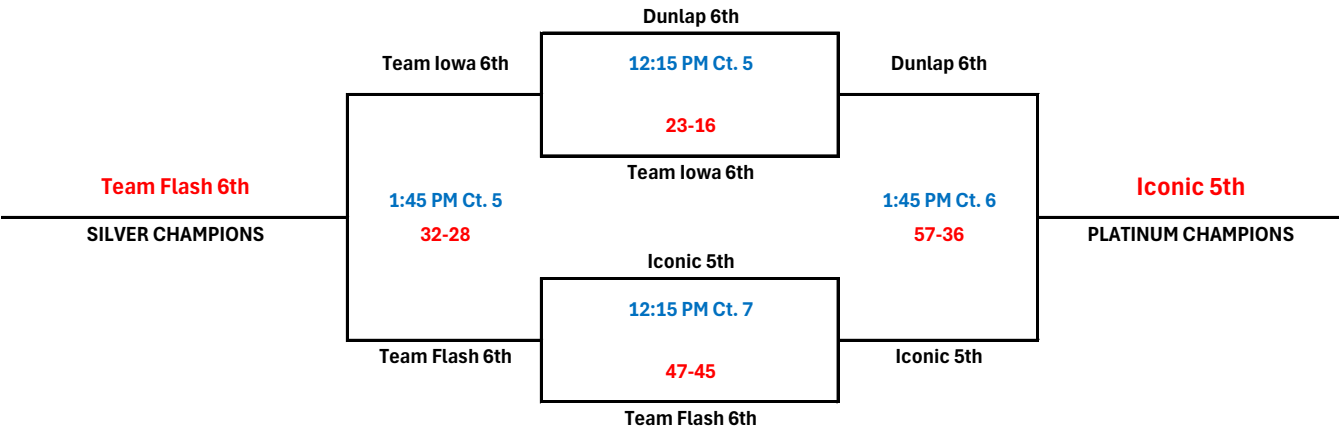 Dunlap 6th
Team Iowa 6th
12:15 PM Ct. 5
Dunlap 6th
23-16
Team Iowa 6th
Team Flash 6th
Iconic 5th
1:45 PM Ct. 5
1:45 PM Ct. 6
SILVER CHAMPIONS
32-28
57-36
PLATINUM CHAMPIONS
Iconic 5th
12:15 PM Ct. 7
Team Flash 6th
Iconic 5th
47-45
Team Flash 6th